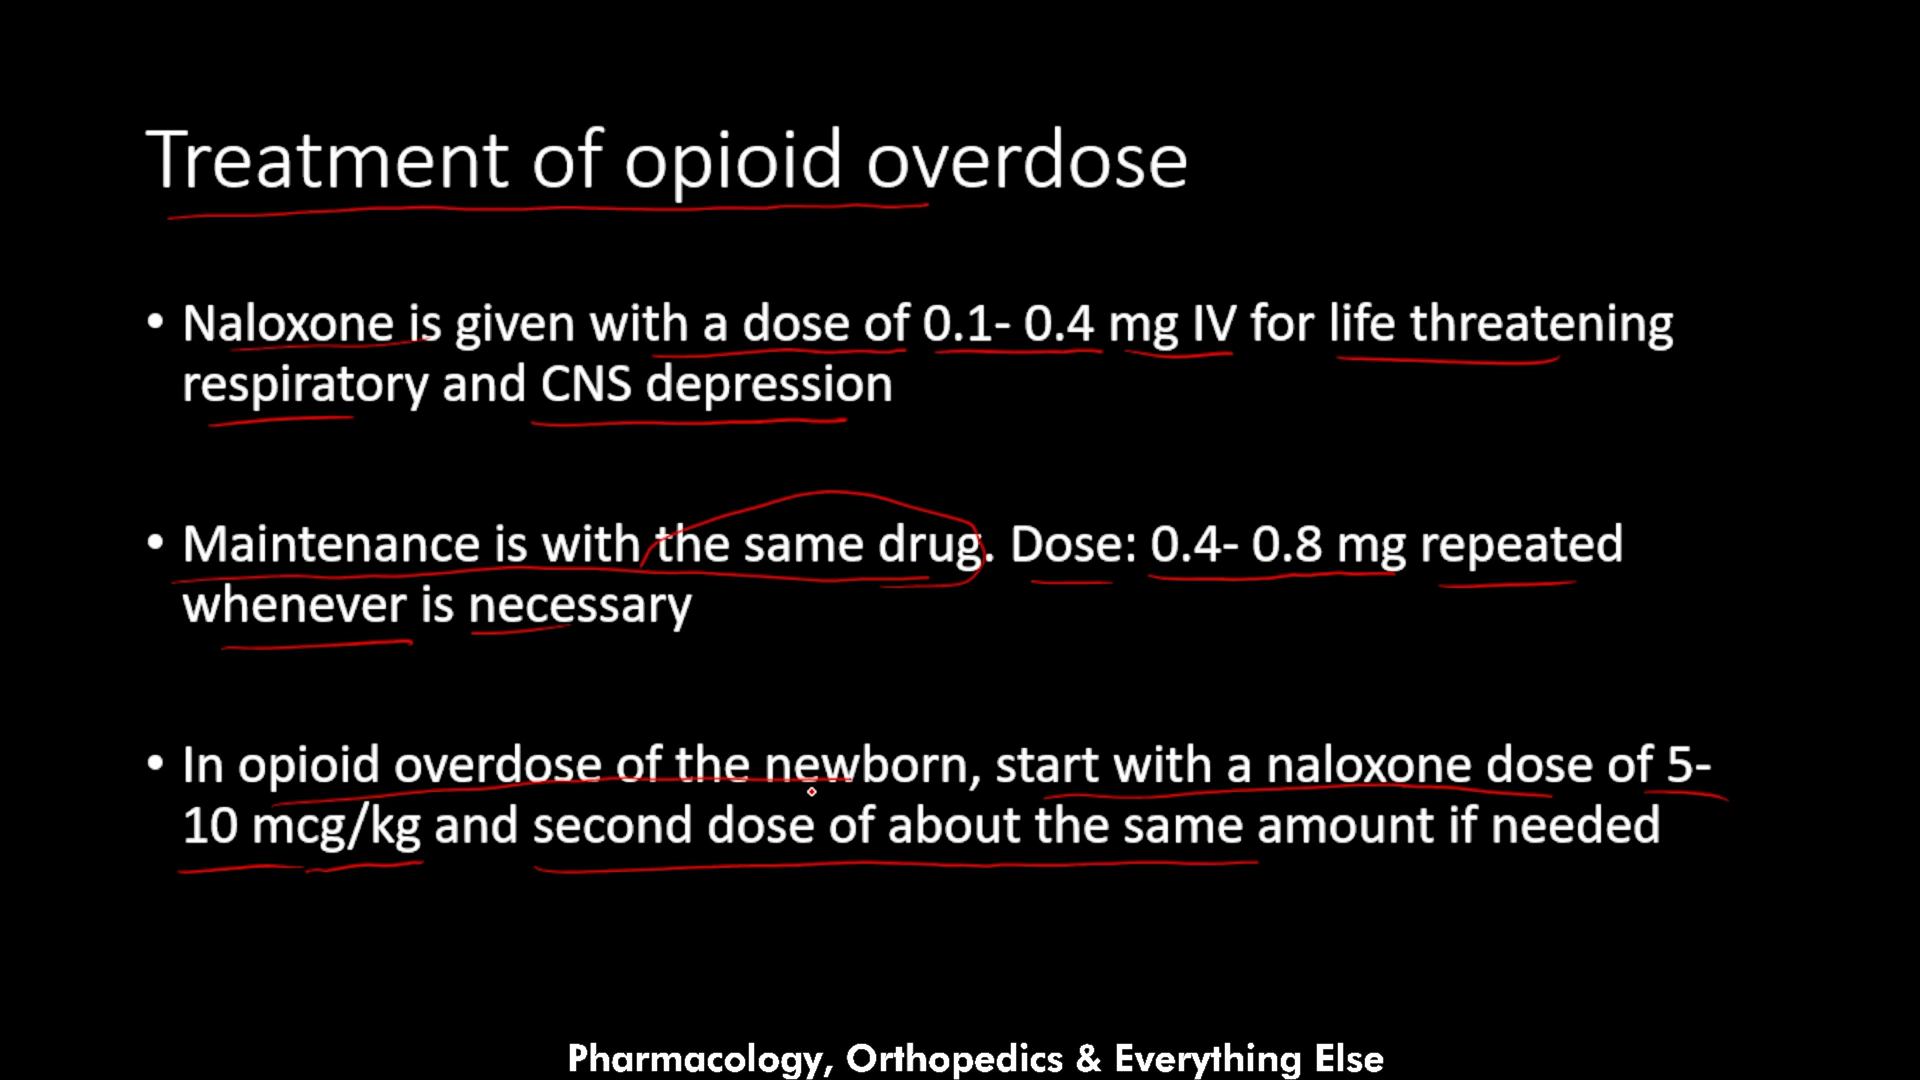 Treatment of opioid overdose
• Naloxone is given with a dose of 0.1- 0.4 mg IV for life threatening
respiratory and CNS depression
• Maintenance is with the same drug. Dose: 0.4- 0.8 mg repeated
whenever is necessary
• In opioid overdose of the newborn, start with a naloxone dose of 5-
10 mcg/kg and second dose of about the same amount if needed
Pharmacology, Orthopedics & Everything Else